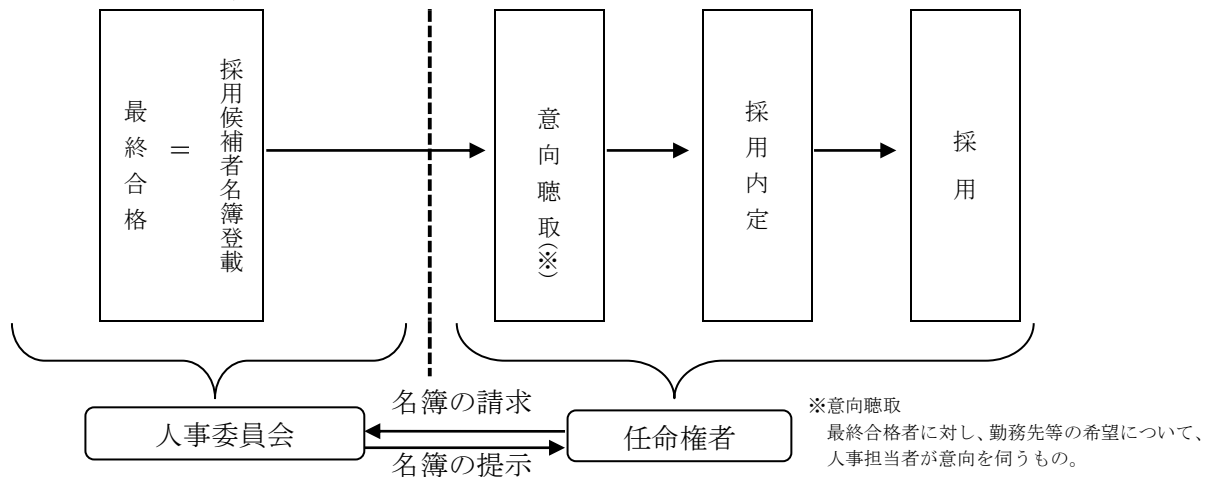 最終合格
＝
採用候補者名簿登載
意向聴取(※)
採用内定
採用
人事委員会
名簿の請求
名簿の提示
任命権者
※意向聴取
最終合格者に対し、勤務先等の希望について、
人事担当者が意向を伺うもの。